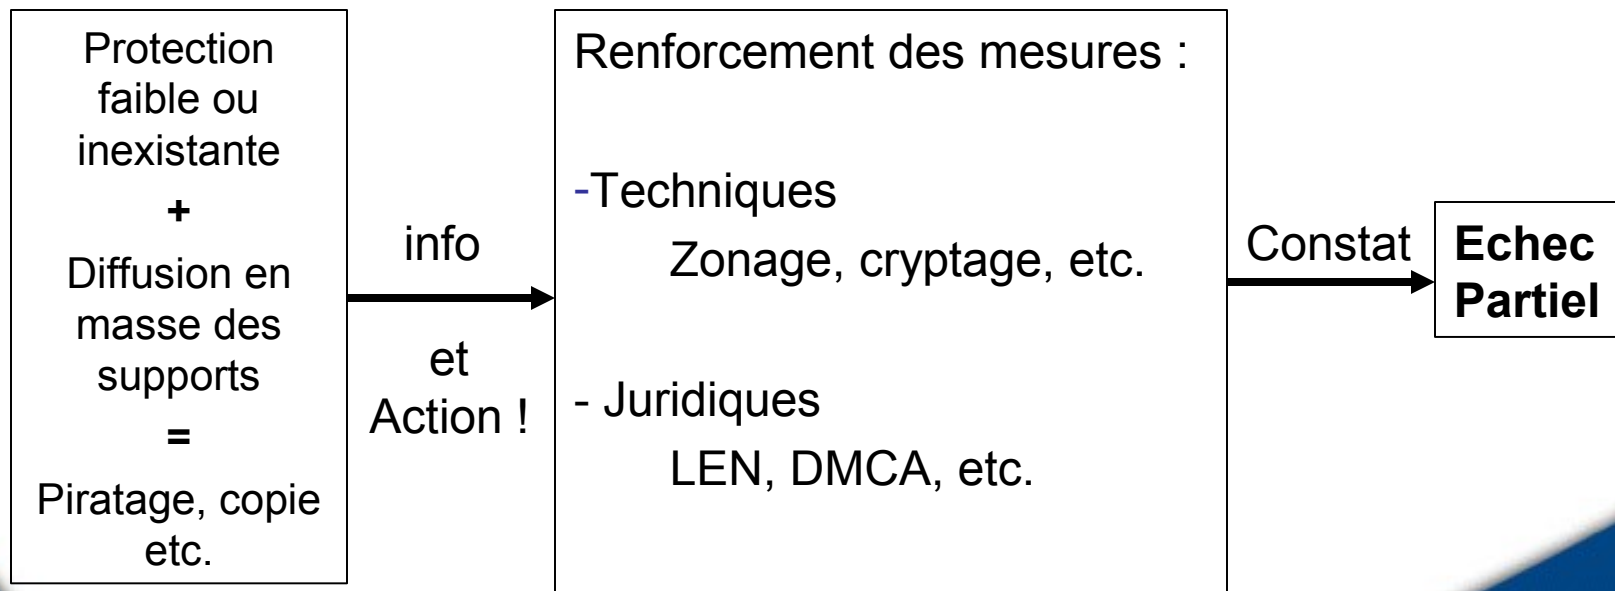 Protection
faible ou
inexistante
+
Diffusion en
masse des
supports
=
Piratage, copie
etc.
info
et
Action !
Renforcement des mesures :
-Techniques
Zonage, cryptage, etc.
- Juridiques
LEN, DMCA, etc.
Constat
Echec
Partiel